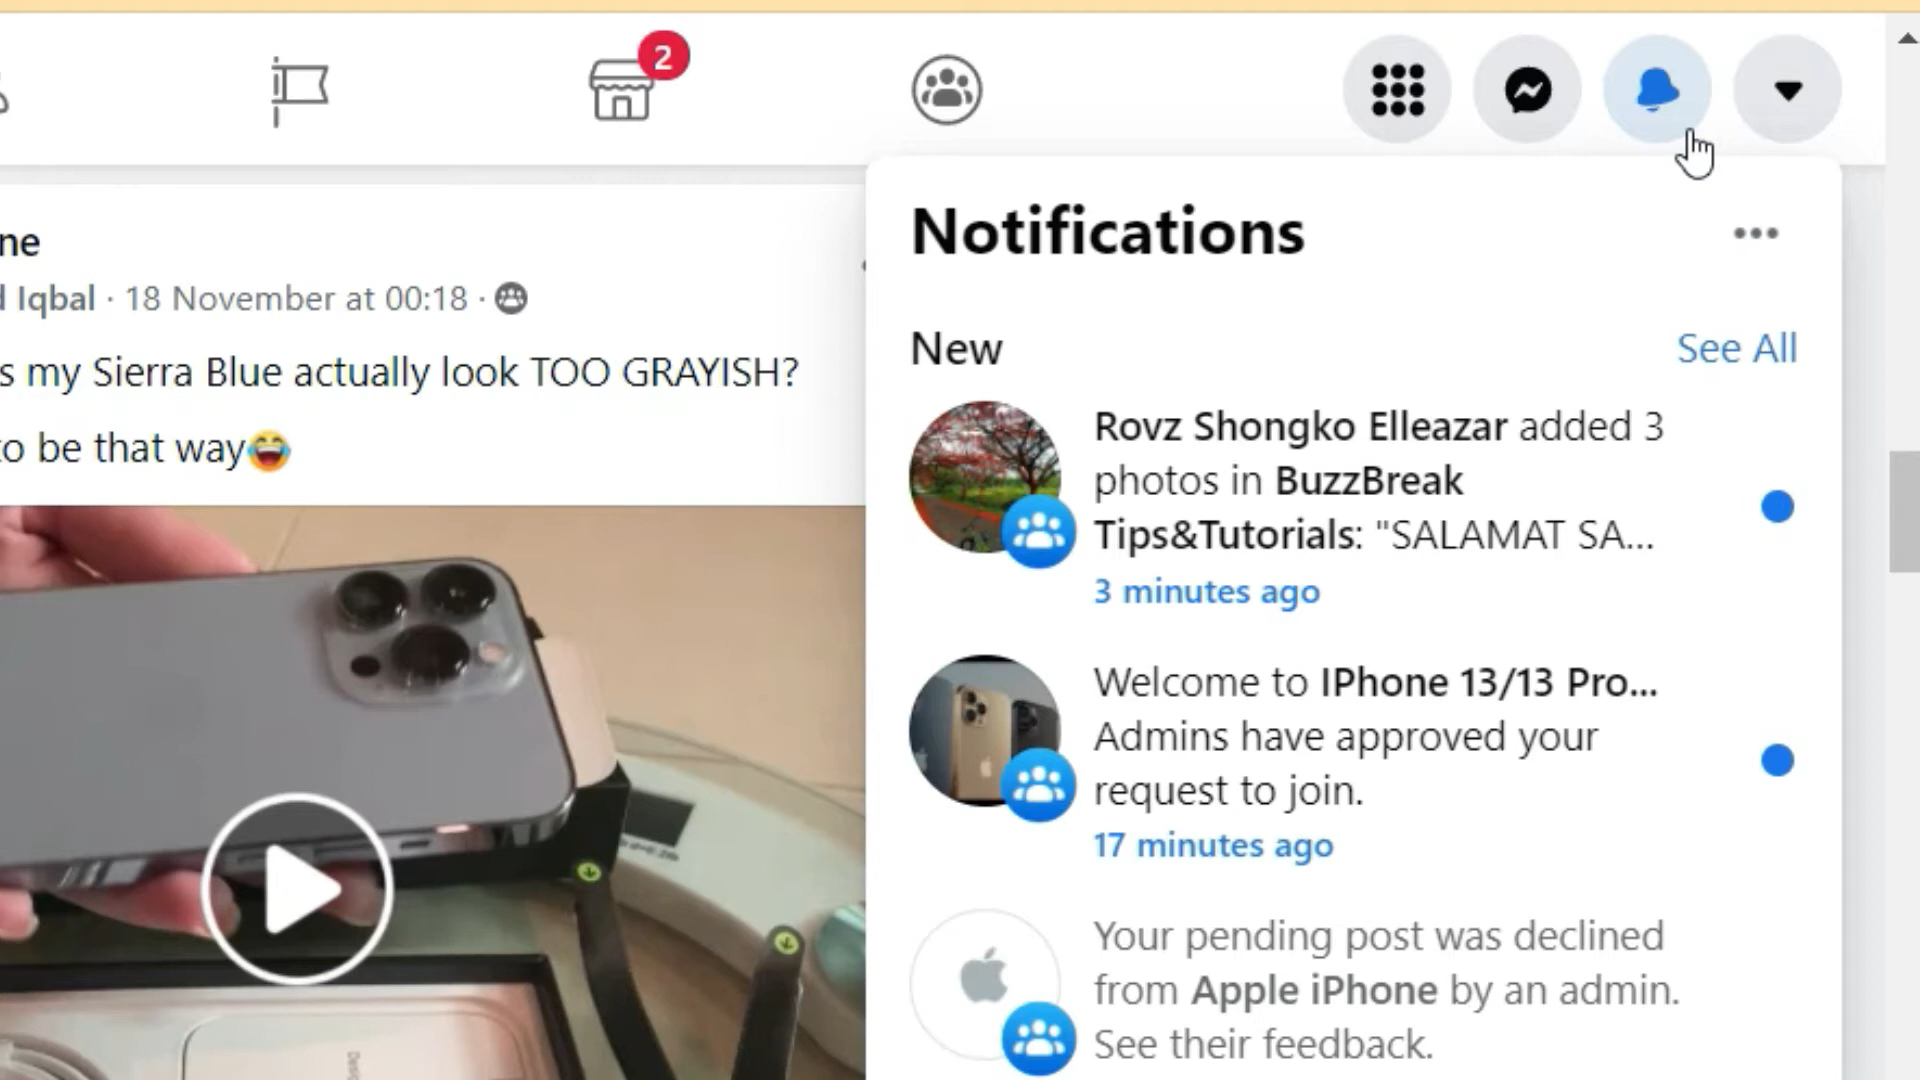 2
ne
d Iqbal · 18 November at 00:18 ·
s my Sierra Blue actually look TOO GRAYISH?
to be that way😂
Notifications
New
See All
Rovz Shongko Elleazar added 3
photos in BuzzBreak
Tips&Tutorials: "SALAMAT SA...
3 minutes ago
Welcome to IPhone 13/13 Pro...
Admins have approved your
request to join.
17 minutes ago
Your pending post was declined
from Apple iPhone by an admin.
See their feedback.